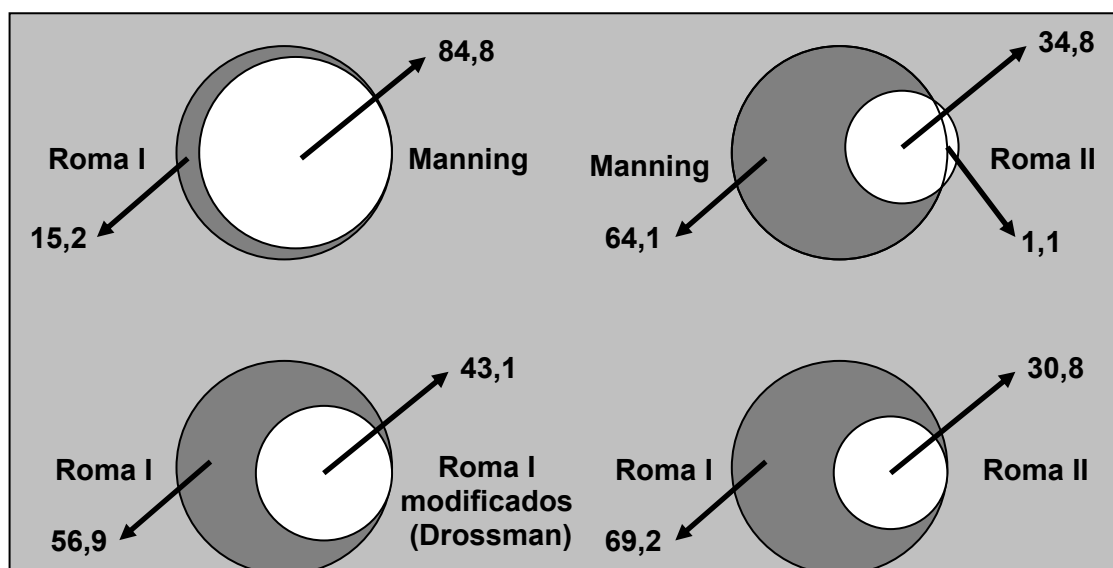 84,8
Roma I
Manning
15,2
34,8
Manning
Roma II
64,1
1,1
43,1
Roma I
Roma I
modificados
(Drossman)
56,9
30,8
Roma I
Roma II
69,2